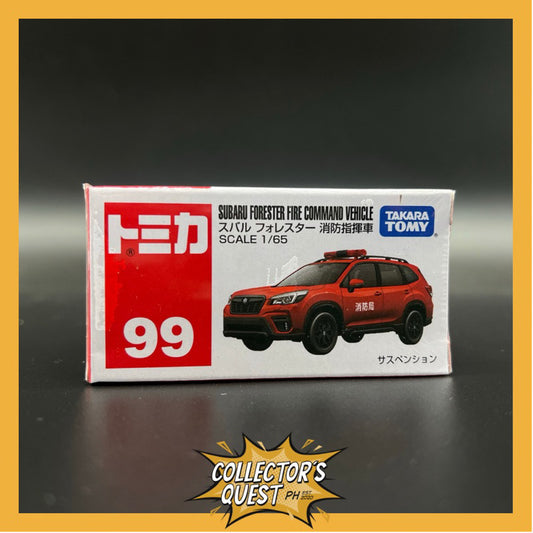 トミカ
®
99
SUBARU FORESTER FIRE COMMAND VEHICLE
スバル フォレスター 消防指揮車
SCALE 1/65
TAKARA
TOMY
消防局
サスペンション
COLLECTOR'S
QUEST PH EST
2020